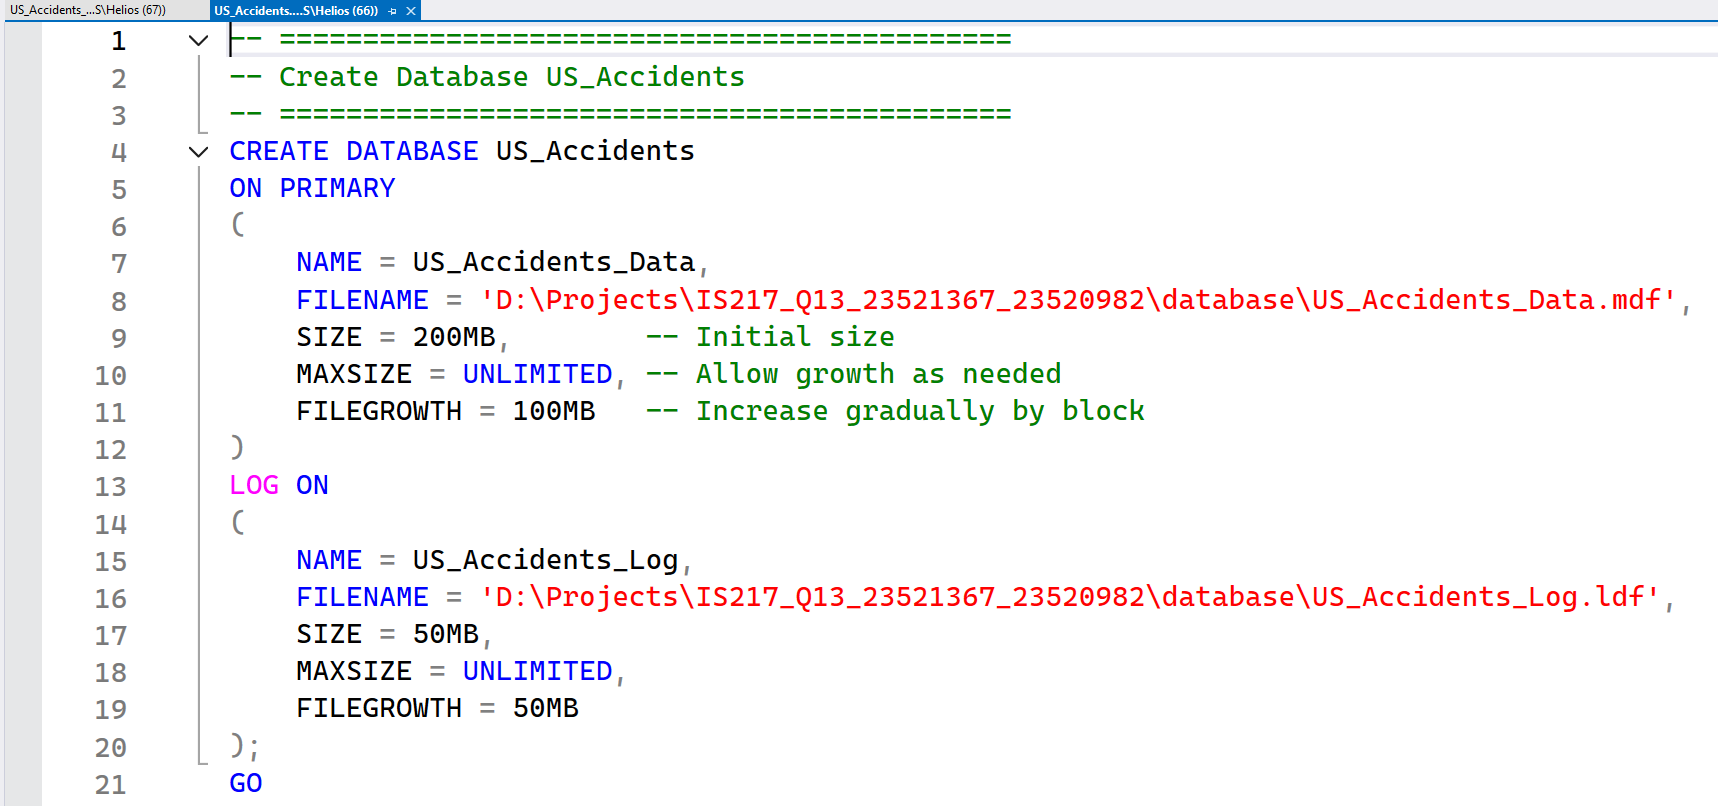 US_Accidents_...S\Helios (67))
US_Accidents....S\Helios (66))
1 -- ============================================
2 -- Create Database US_Accidents
3 -- ============================================
4 CREATE DATABASE US_Accidents
5 ON PRIMARY
6 (
7     NAME = US_Accidents_Data,
8     FILENAME = 'D:\Projects\IS217_Q13_23521367_23520982\database\US_Accidents_Data.mdf',
9     SIZE = 200MB,        -- Initial size
10     MAXSIZE = UNLIMITED, -- Allow growth as needed
11     FILEGROWTH = 100MB   -- Increase gradually by block
12 )
13 LOG ON
14 (
15     NAME = US_Accidents_Log,
16     FILENAME = 'D:\Projects\IS217_Q13_23521367_23520982\database\US_Accidents_Log.ldf',
17     SIZE = 50MB,
18     MAXSIZE = UNLIMITED,
19     FILEGROWTH = 50MB
20 );
21 GO